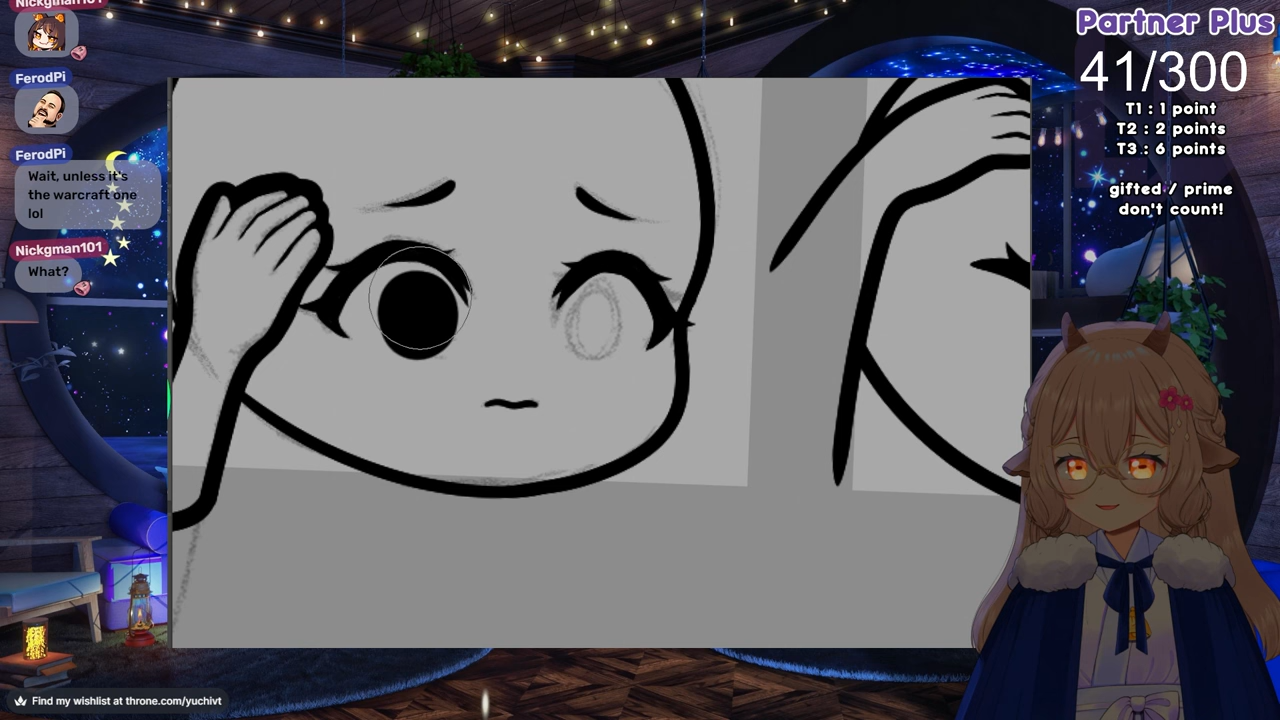 Nickgman101
FerodPi
FerodPi
Wait, unless it's
the warcraft one
lol
Nickgman101
What?
Partner Plus
41/300
T1 : 1 point
T2 : 2 points
T3 : 6 points
gifted / prime
don't count!
Find my wishlist at throne.com/yuchivt